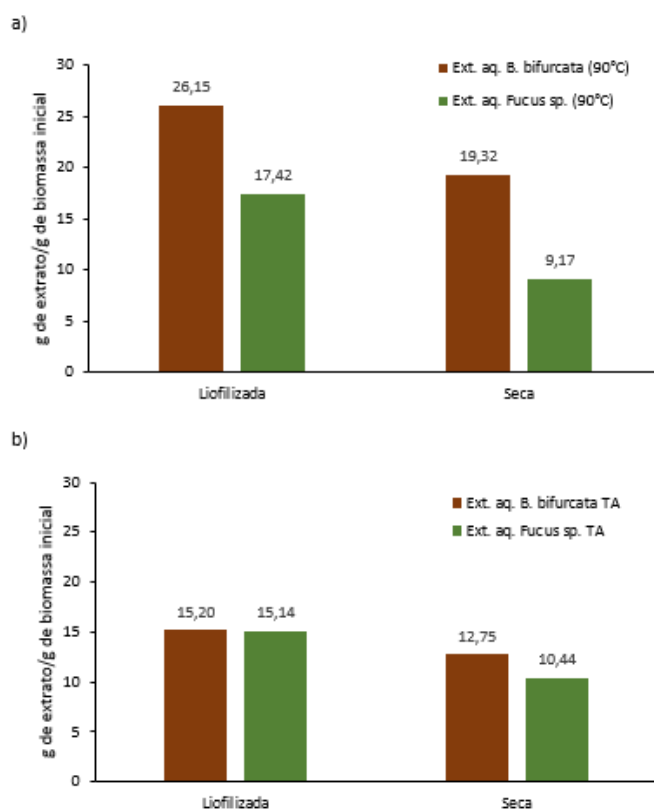 a)
g de extrato/g de biomassa inicial
30
25
20
15
10
5
0
26,15
17,42
19,32
9,17
Ext. aq. B. bifurcata (90°C)
Ext. aq. Fucus sp. (90°C)
Liofilizada
Seca
b)
g de extrato/g de biomassa inicial
30
25
20
15
10
5
0
15,20
15,14
12,75
10,44
Ext. aq. B. bifurcata TA
Ext. aq. Fucus sp. TA
Liofilizada
Seca